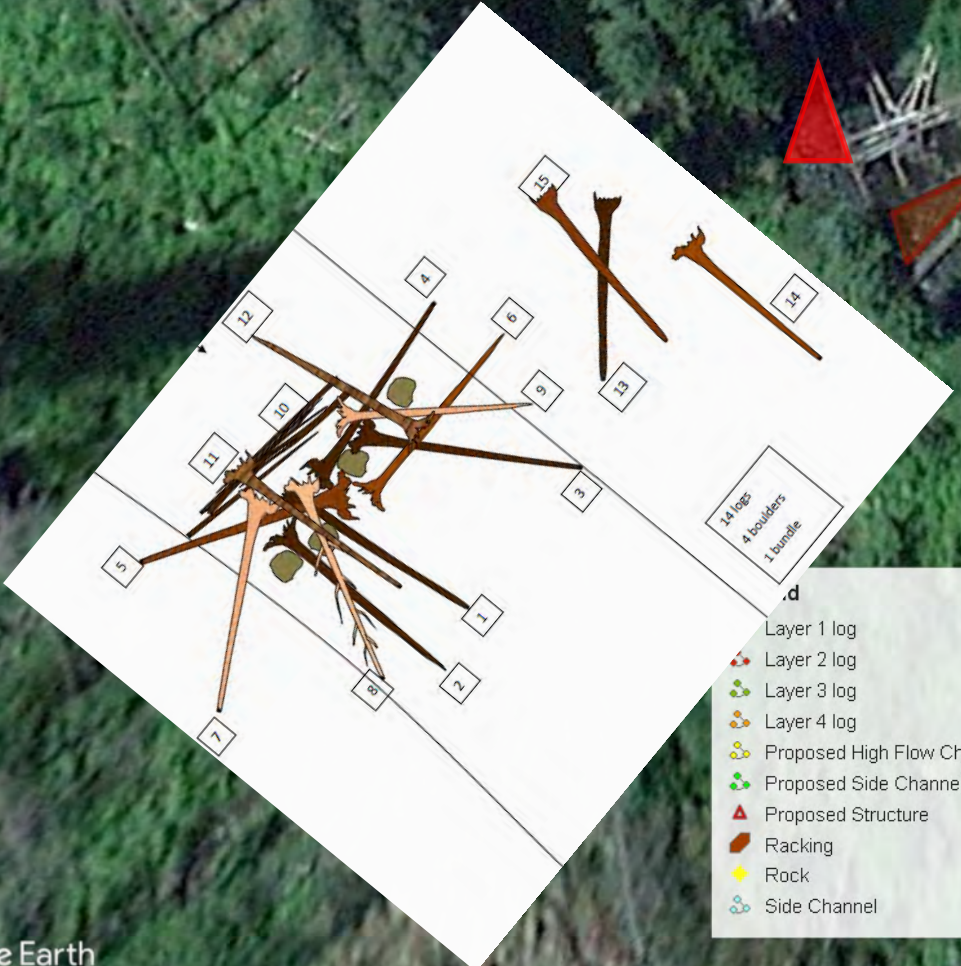 15
4
14
12
6
9
13
10
11
3
14 logs
4 boulders
1 bundle
5
1
2
8
7
Layer 1 log
Layer 2 log
Layer 3 log
Layer 4 log
Proposed High Flow Ch
Proposed Side Channe
Proposed Structure
Racking
Rock
Side Channel
e Earth